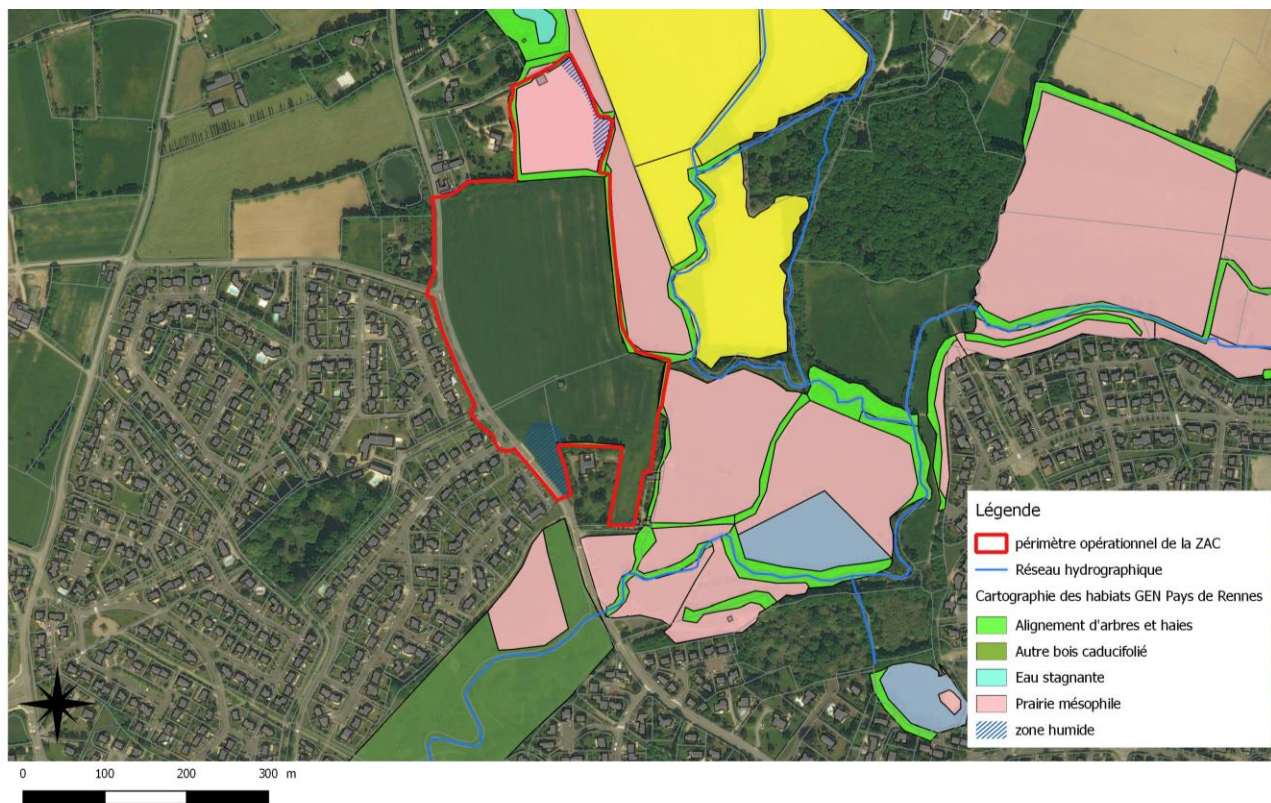 Légende
périmètre opérationnel de la ZAC
Réseau hydrographique
Cartographie des habiats GEN Pays de Rennes
Alignement d'arbres et haies
Autre bois caducifolié
Eau stagnante
Prairie mésophile
zone humide
0 100 200 300 m